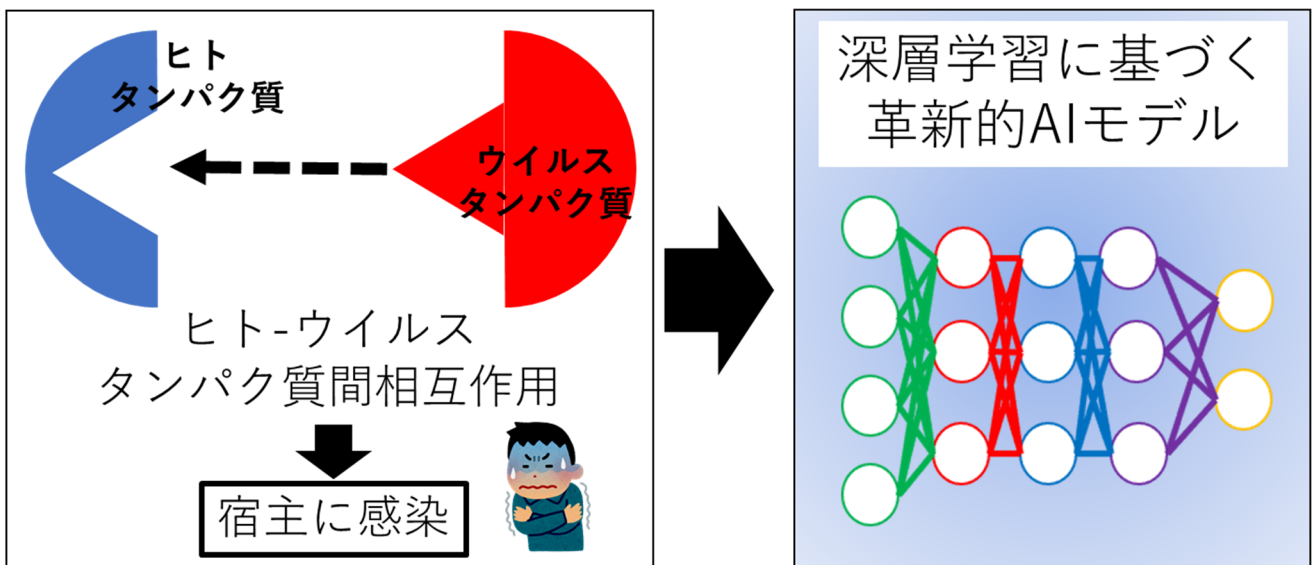 ヒト
タンパク質
ウイルス
タンパク質
ヒト-ウイルス
タンパク質間相互作用
宿主に感染
深層学習に基づく
革新的AIモデル